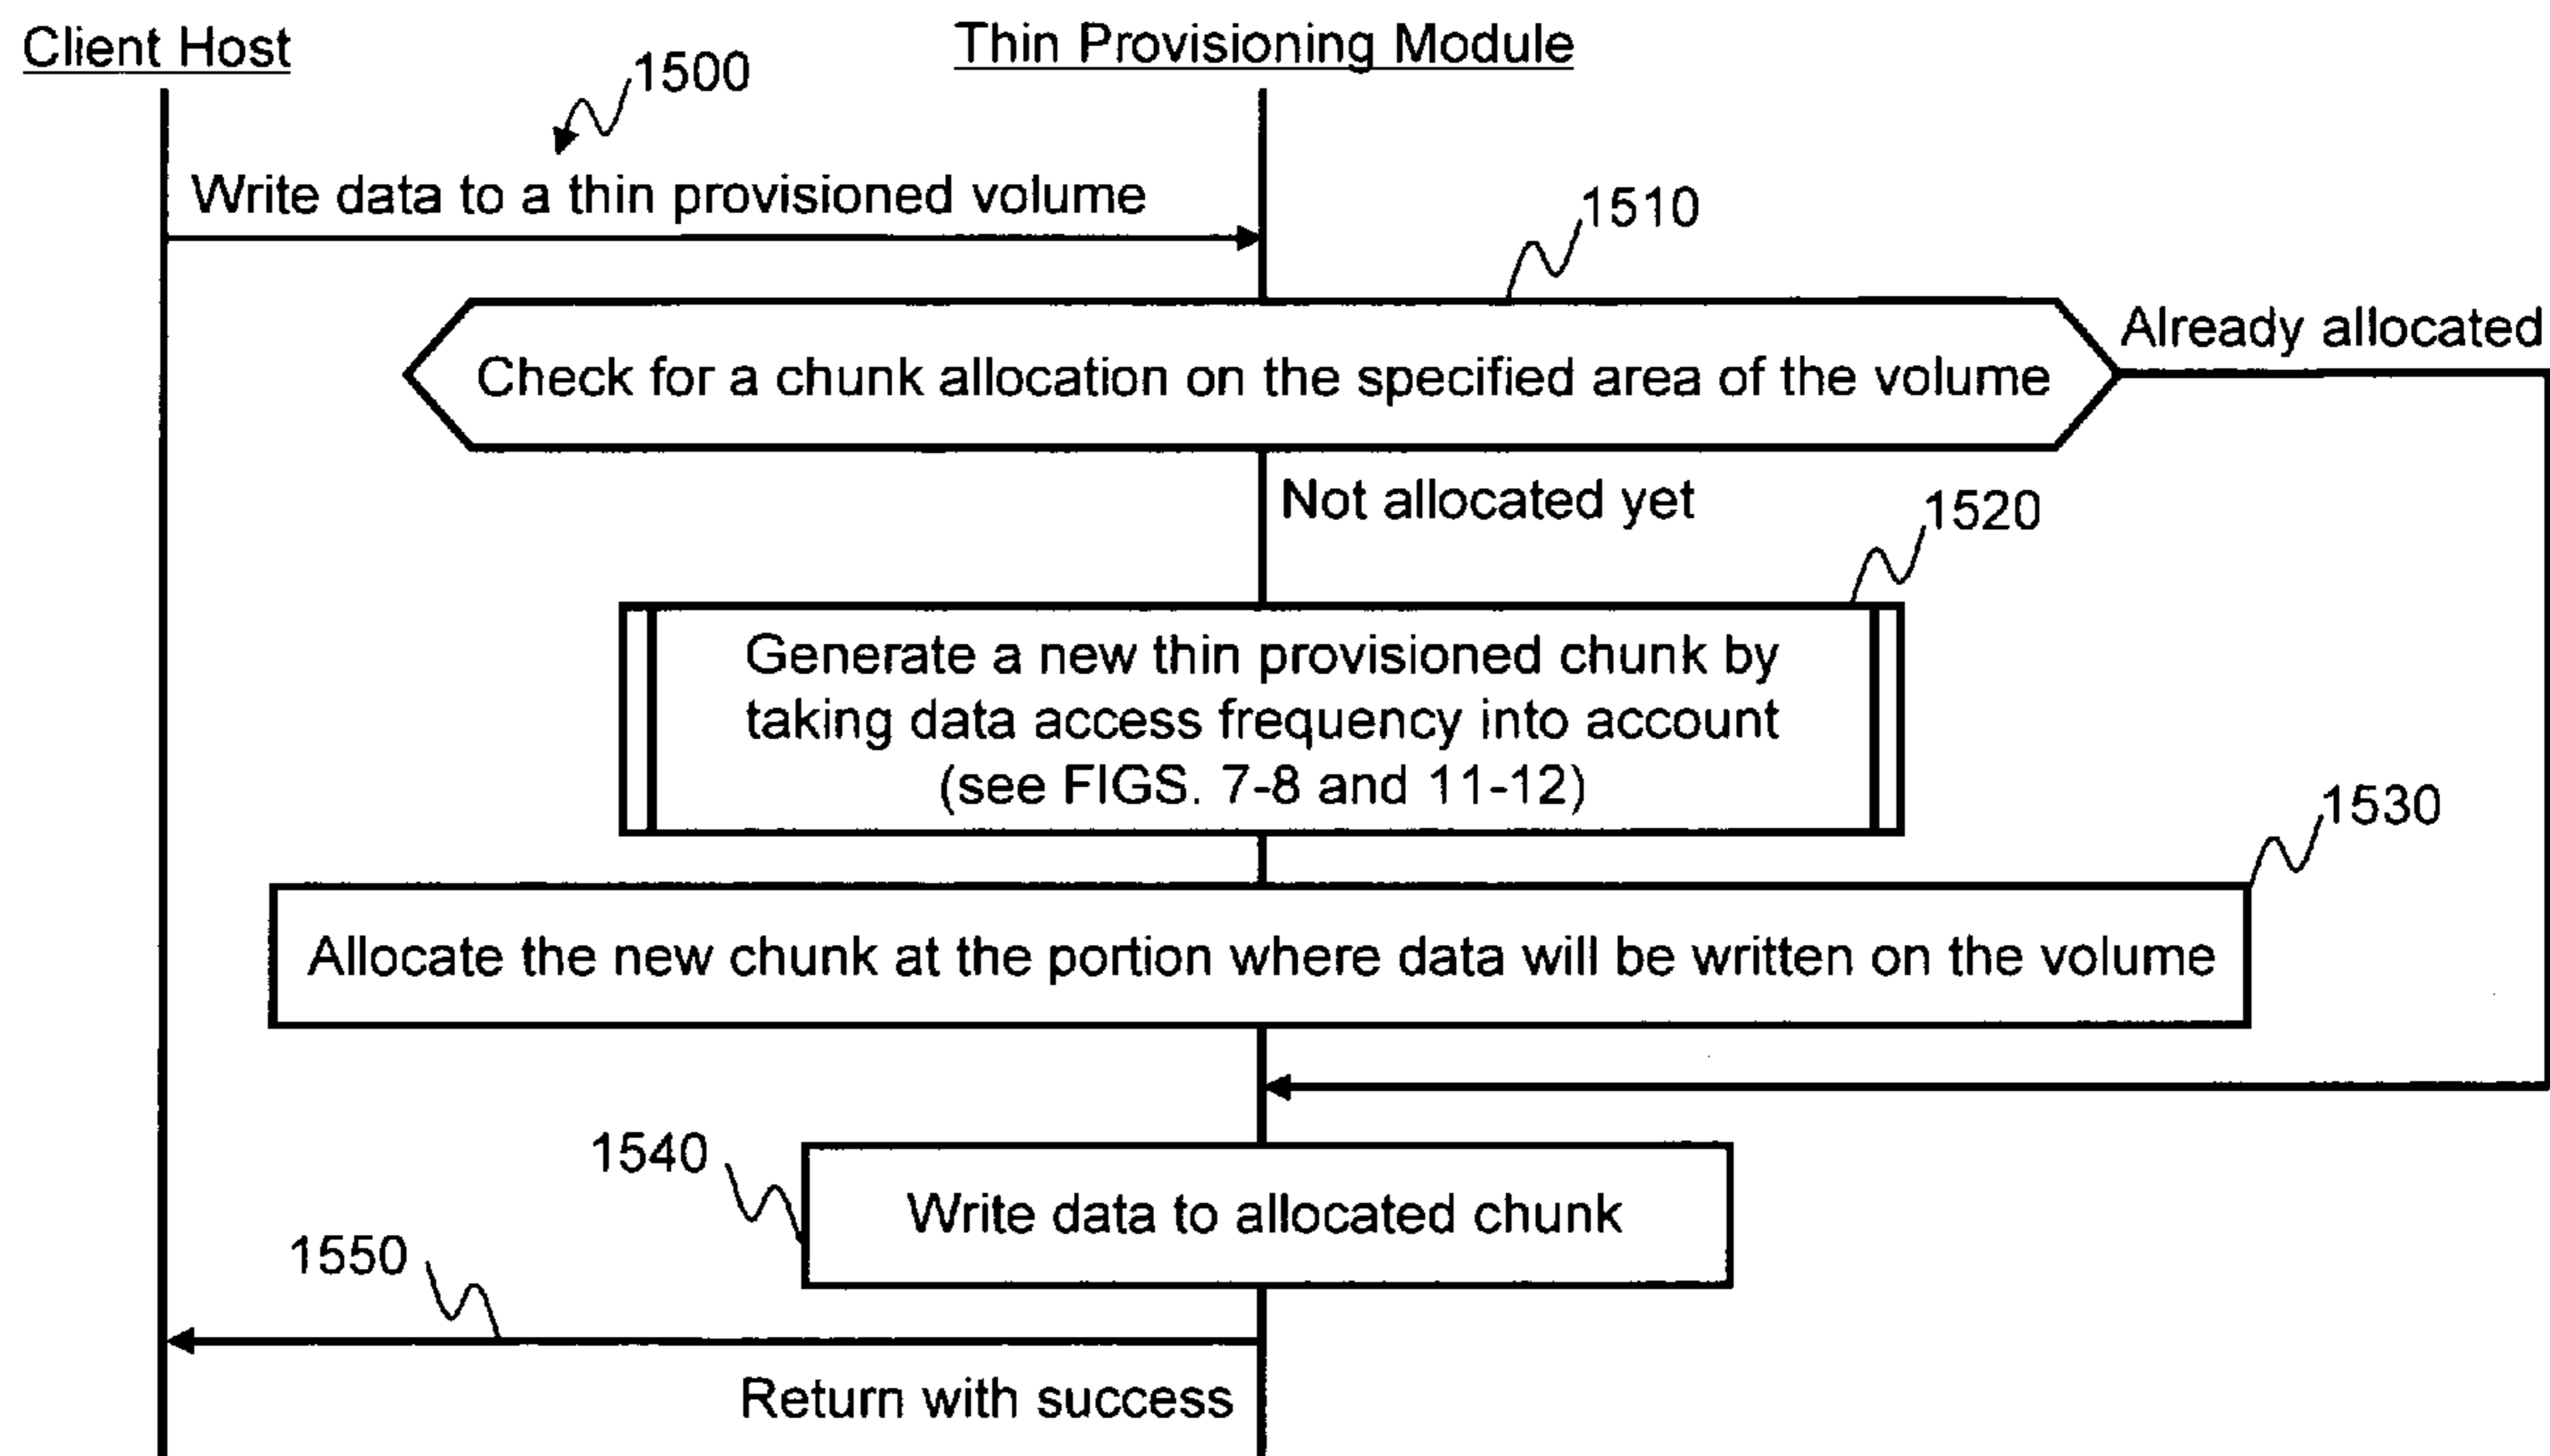 Client Host
Thin Provisioning Module
1500
Write data to a thin provisioned volume
1510
Already allocated
Check for a chunk allocation on the specified area of the volume
Not allocated yet
1520
Generate a new thin provisioned chunk by
taking data access frequency into account
(see FIGS. 7-8 and 11-12)
1530
Allocate the new chunk at the portion where data will be written on the volume
1540
Write data to allocated chunk
1550
Return with success